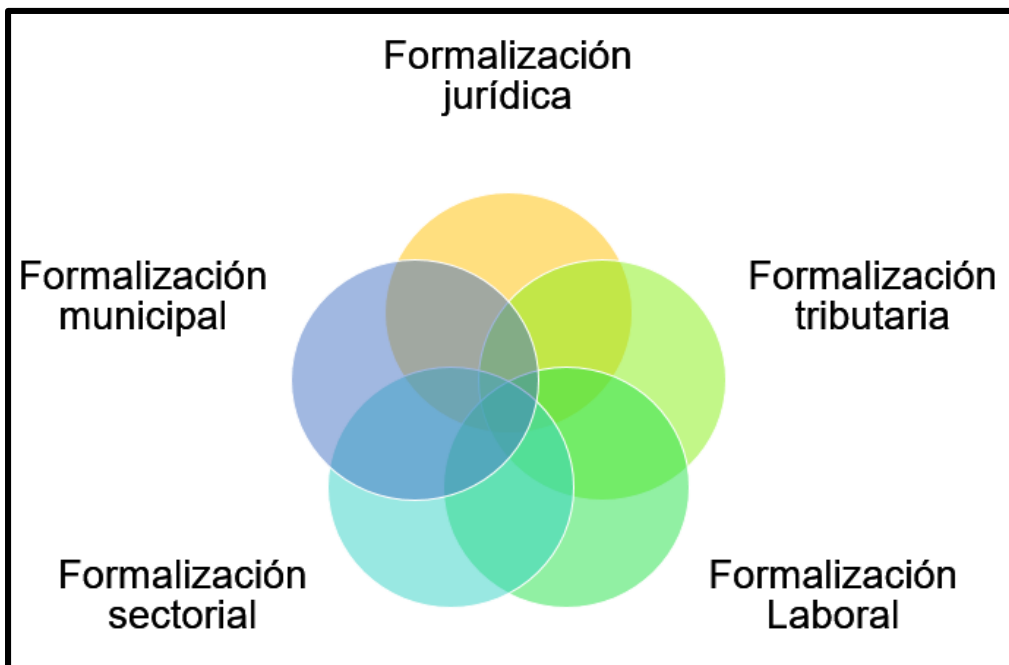 Formalización
jurídica
Formalización
municipal
Formalización
tributaria
Formalización
sectorial
Formalización
Laboral